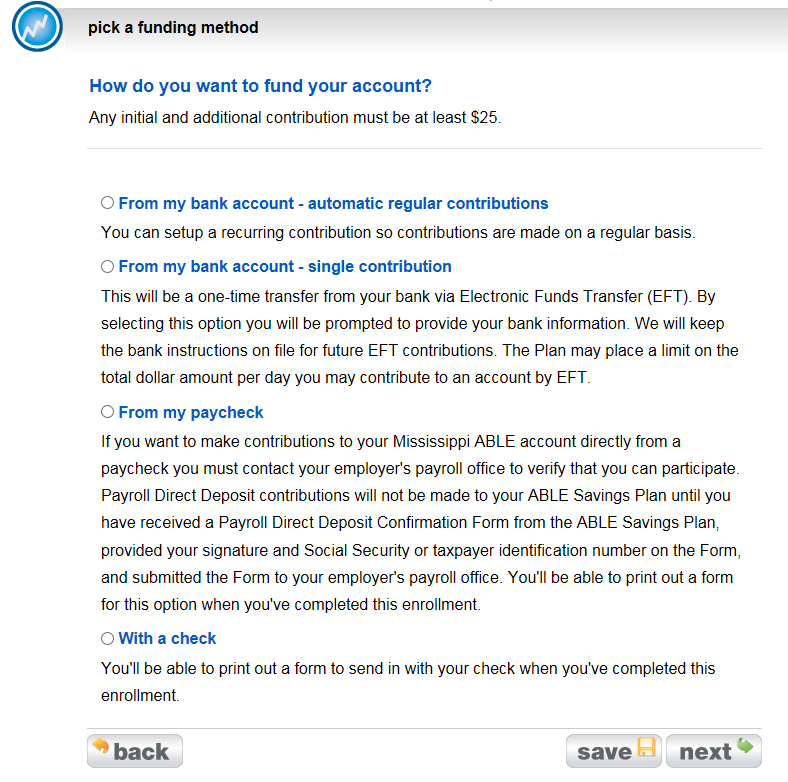 pick a funding method
How do you want to fund your account?
Any initial and additional contribution must be at least $25.
From my bank account - automatic regular contributions
You can setup a recurring contribution so contributions are made on a regular basis.
From my bank account - single contribution
This will be a one-time transfer from your bank via Electronic Funds Transfer (EFT). By
selecting this option you will be prompted to provide your bank information. We will keep
the bank instructions on file for future EFT contributions. The Plan may place a limit on the
total dollar amount per day you may contribute to an account by EFT.
From my paycheck
If you want to make contributions to your Mississippi ABLE account directly from a
paycheck you must contact your employer's payroll office to verify that you can participate.
Payroll Direct Deposit contributions will not be made to your ABLE Savings Plan until you
have received a Payroll Direct Deposit Confirmation Form from the ABLE Savings Plan,
provided your signature and Social Security or taxpayer identification number on the Form,
and submitted the Form to your employer's payroll office. You'll be able to print out a form
for this option when you've completed this enrollment.
With a check
You'll be able to print out a form to send in with your check when you've completed this
enrollment.
back save next